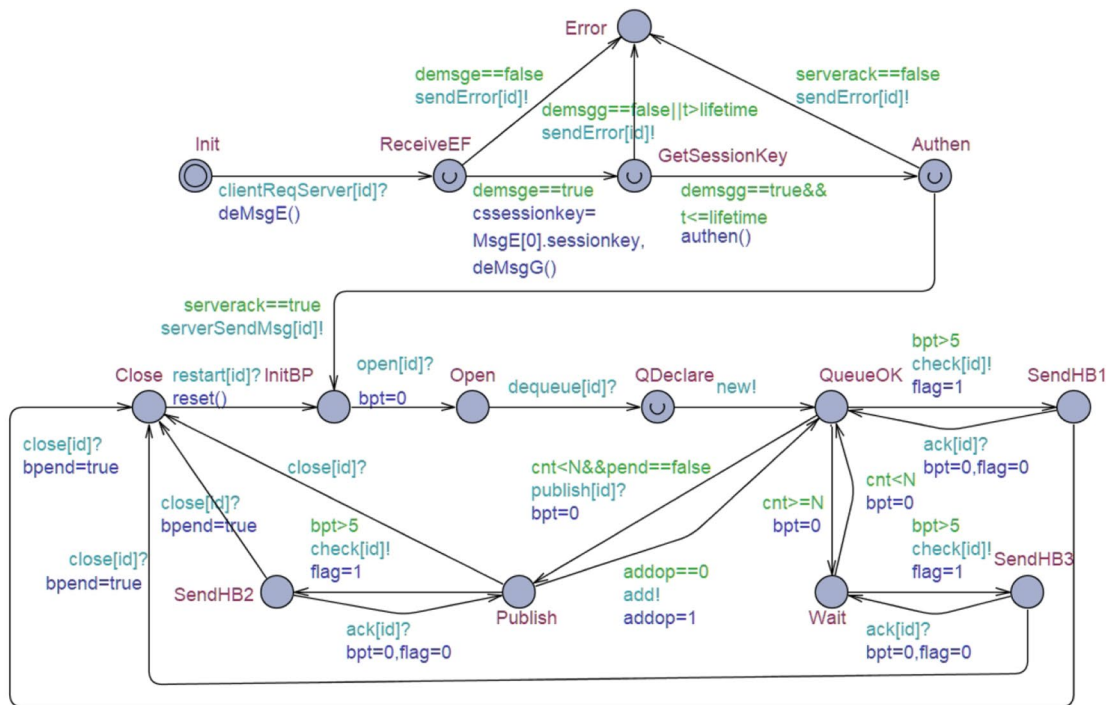 Error
demsge==false
sendError[id]!
demsgg==false||t>lifetime
sendError[id]!
serverack==false
sendError[id]!
Init
ReceiveEF
GetSessionKey
Authen
clientReqServer[id]?
deMsgE()
demsge==true
cssessionkey=
MsgE[0].sessionkey,
deMsgG()
demsgg==true&&
t<=lifetime
authen()
serverack==true
serverSendMsg[id]!
Close
restart[id]?
reset()
InitBP
open[id]?
bpt=0
Open
dequeue[id]?
QDeclare
new!
QueueOK
bpt>5
check[id]!
flag=1
SendHB1
ack[id]?
bpt=0,flag=0
close[id]?
bpend=true
close[id]?
cnt<N&&pend==false
publish[id]?
bpt=0
cnt>=N
bpt=0
cnt<N
bpt=0
close[id]?
bpend=true
close[id]?
bpend=true
bpt>5
check[id]!
flag=1
SendHB2
ack[id]?
bpt=0,flag=0
Publish
addop==0
add!
addop=1
bpt>5
check[id]!
flag=1
SendHB3
Wait
ack[id]?
bpt=0,flag=0